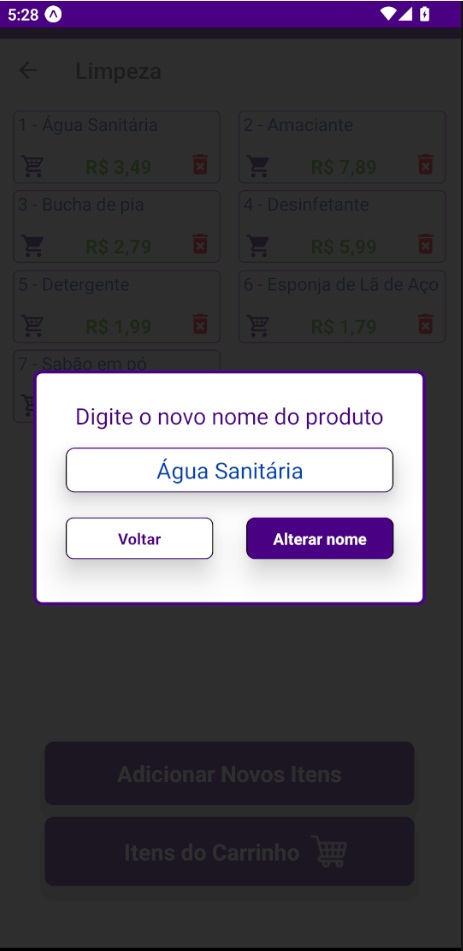 5:28
Limpeza
1 - Água Sanitária
2 - Amaciante
R$ 3,49
R$ 7,89
3 - Bucha de pia
4 - Desinfetante
R$ 2,79
R$ 5,99
5 - Detergente
6 - Esponja de Lã de Aço
R$ 1,99
R$ 1,79
7 - Sabão em pó
Digite o novo nome do produto
Água Sanitária
Voltar
Alterar nome
Adicionar Novos Itens
Itens do Carrinho